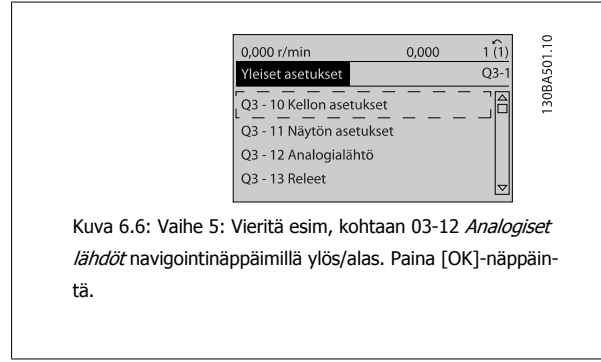 0,000 r/min 0,000 1 (1)
Yleiset asetukset Q3-1
Q3 - 10 Kellon asetukset
Q3 - 11 Näytön asetukset
Q3 - 12 Analogialähtö
Q3 - 13 Releet
130BA501.10
Kuva 6.6: Vaihe 5: Vieritä esim, kohtaan 03-12 Analogiset
lähdöt navigointinäppäimillä ylös/alas. Paina [OK]-näppäin-
tä.